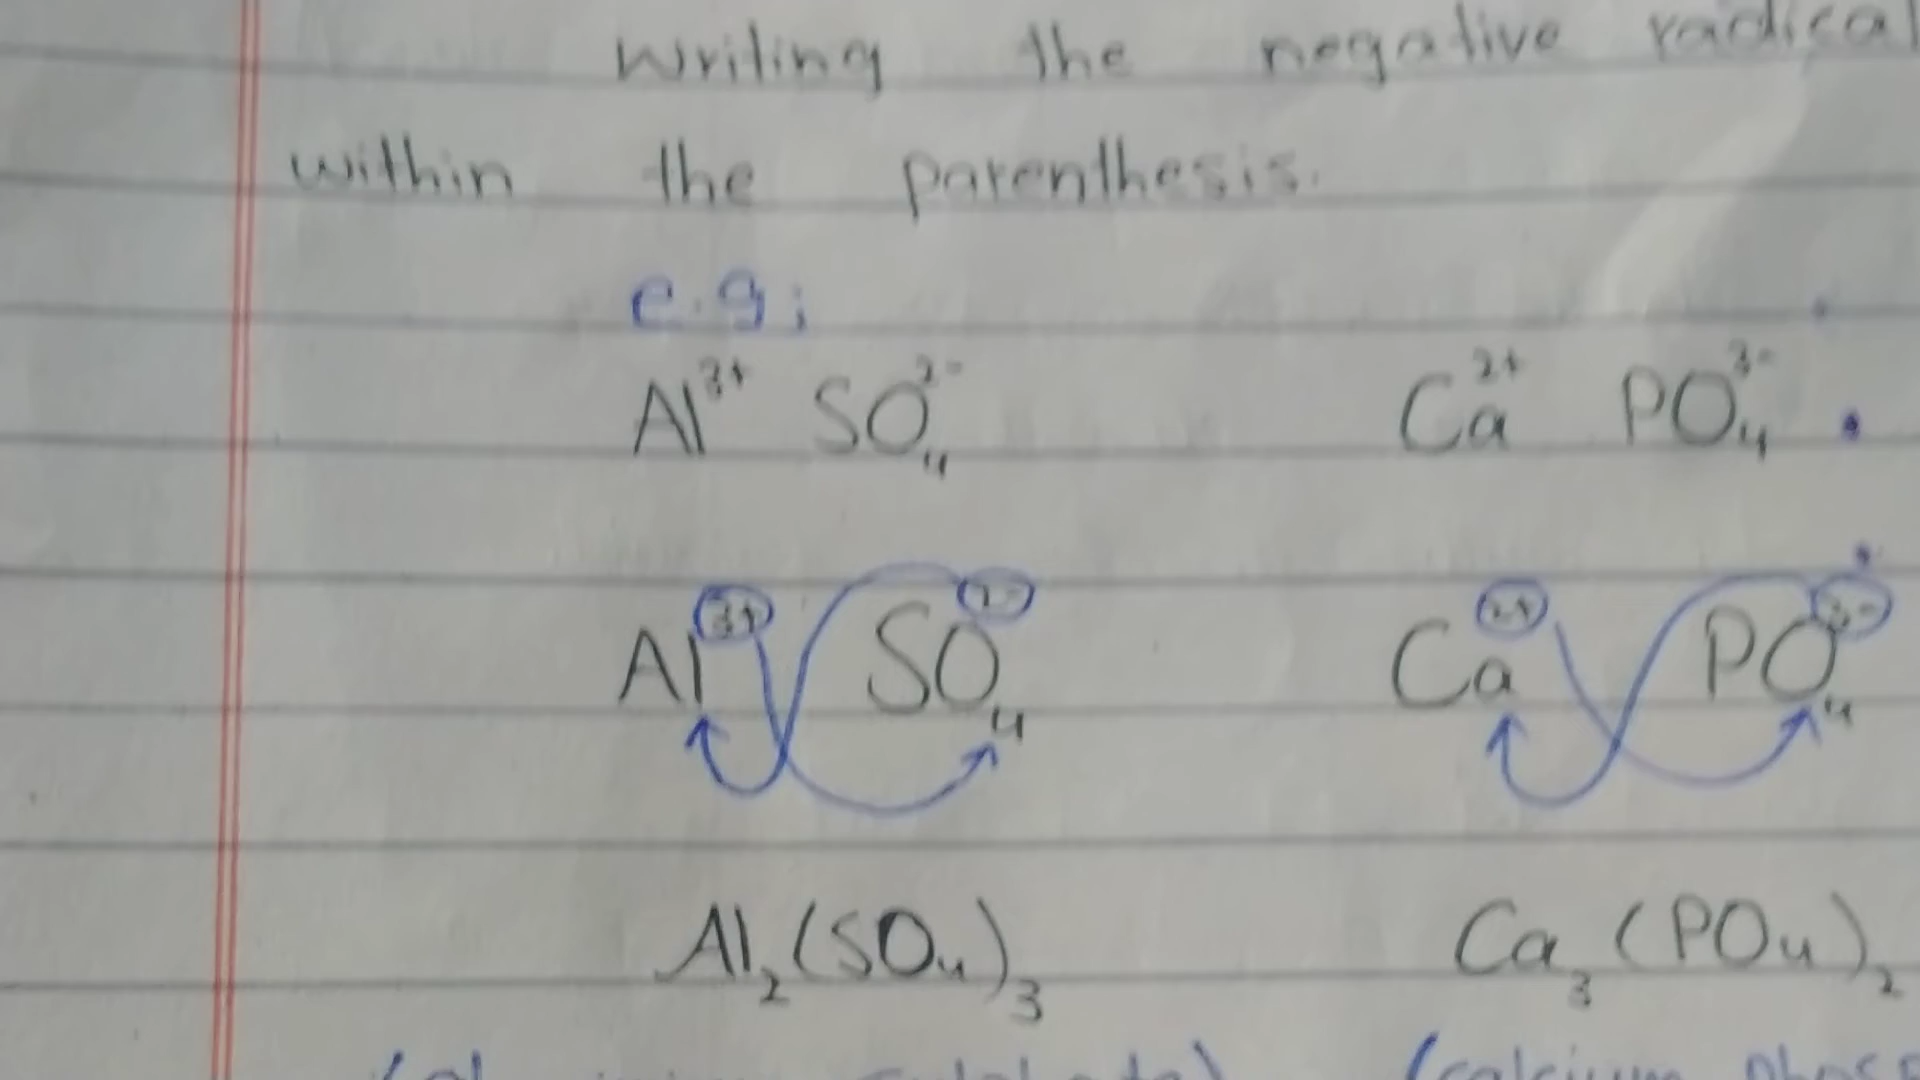 writing the negative radical
within the parenthesis.
e.g;
Al³⁺ SO₄²⁻ Ca²⁺ PO₄³⁻
Al³⁺ SO₄²⁻ Ca²⁺ PO₄³⁻
Al₂(SO₄)₃ Ca₃(PO₄)₂
(calcium